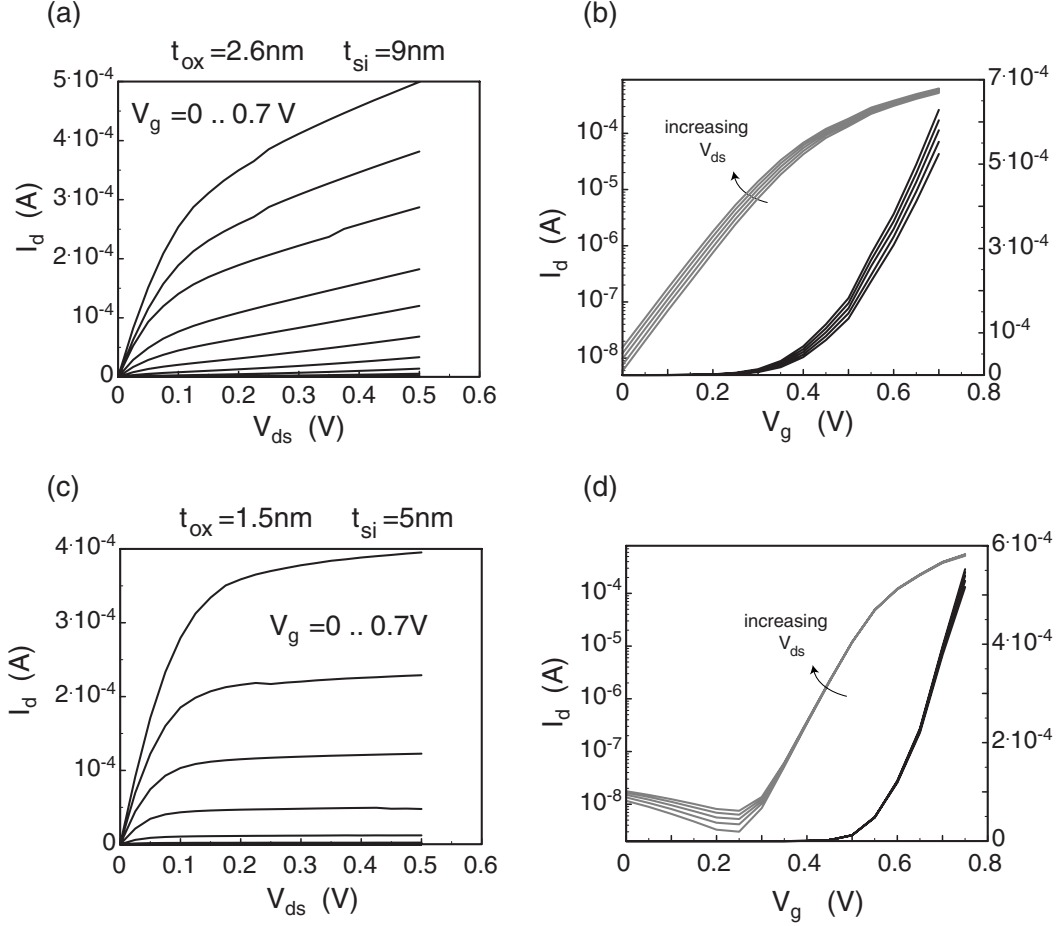 (a)
t_ox =2.6nm t_si =9nm
5·10^-4
4·10^-4
3·10^-4
2·10^-4
10^-4
0
V_g =0 .. 0.7 V
I_d (A)
0 0.1 0.2 0.3 0.4 0.5 0.6
V_ds (V)
(b)
10^-4
10^-5
10^-6
10^-7
10^-8
I_d (A)
increasing
V_ds
7·10^-4
5·10^-4
3·10^-4
10^-4
0
0 0.2 0.4 0.6 0.8
V_g (V)
(c)
t_ox =1.5nm t_si =5nm
4·10^-4
3·10^-4
2·10^-4
10^-4
0
V_g =0 .. 0.7V
I_d (A)
0 0.1 0.2 0.3 0.4 0.5 0.6
V_ds (V)
(d)
10^-4
10^-5
10^-6
10^-7
10^-8
I_d (A)
increasing
V_ds
6·10^-4
4·10^-4
2·10^-4
0
0 0.2 0.4 0.6 0.8
V_g (V)